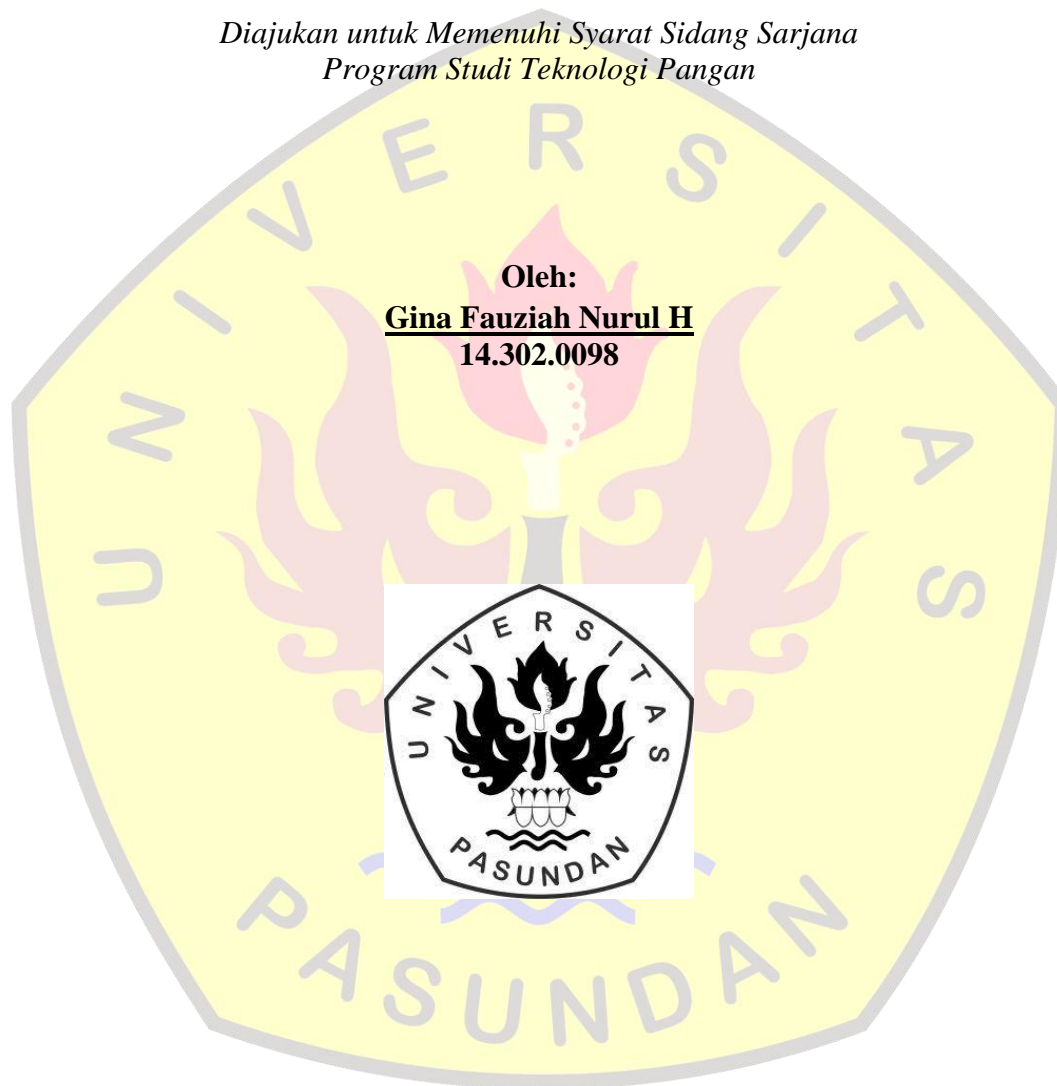 Diajukan untuk Memenuhi Syarat Sidang Sarjana
Program Studi Teknologi Pangan
UNIVERSITAS
Oleh:
Gina Fauziah Nurul H
14.302.0098
UNIVERSITAS
PASUNDAN
PASUNDAN